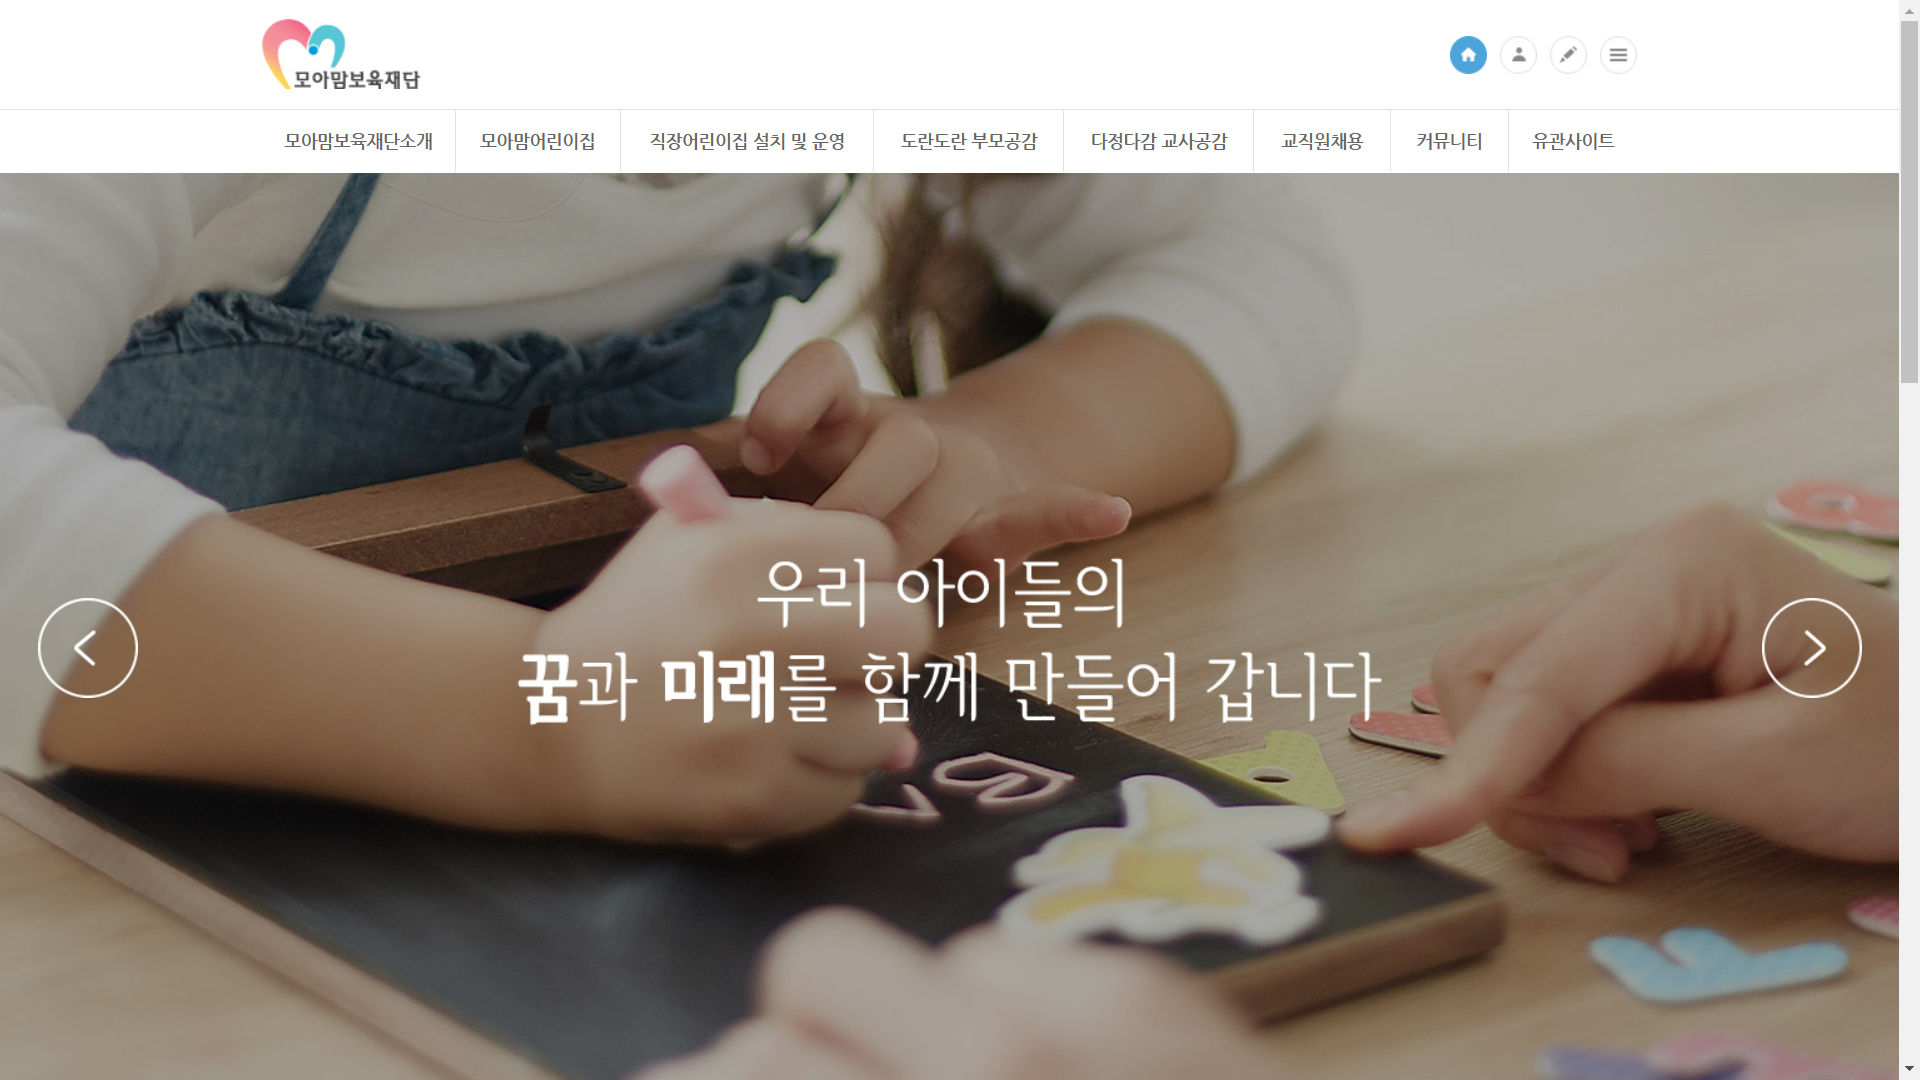 모아맘보육재단
모아맘보육재단소개 모아맘어린이집 직장어린이집 설치 및 운영 도란도란 부모공감 다정다감 교사공감 교직원채용 커뮤니티 유관사이트
우리 아이들의
꿈과 미래를 함께 만들어 갑니다